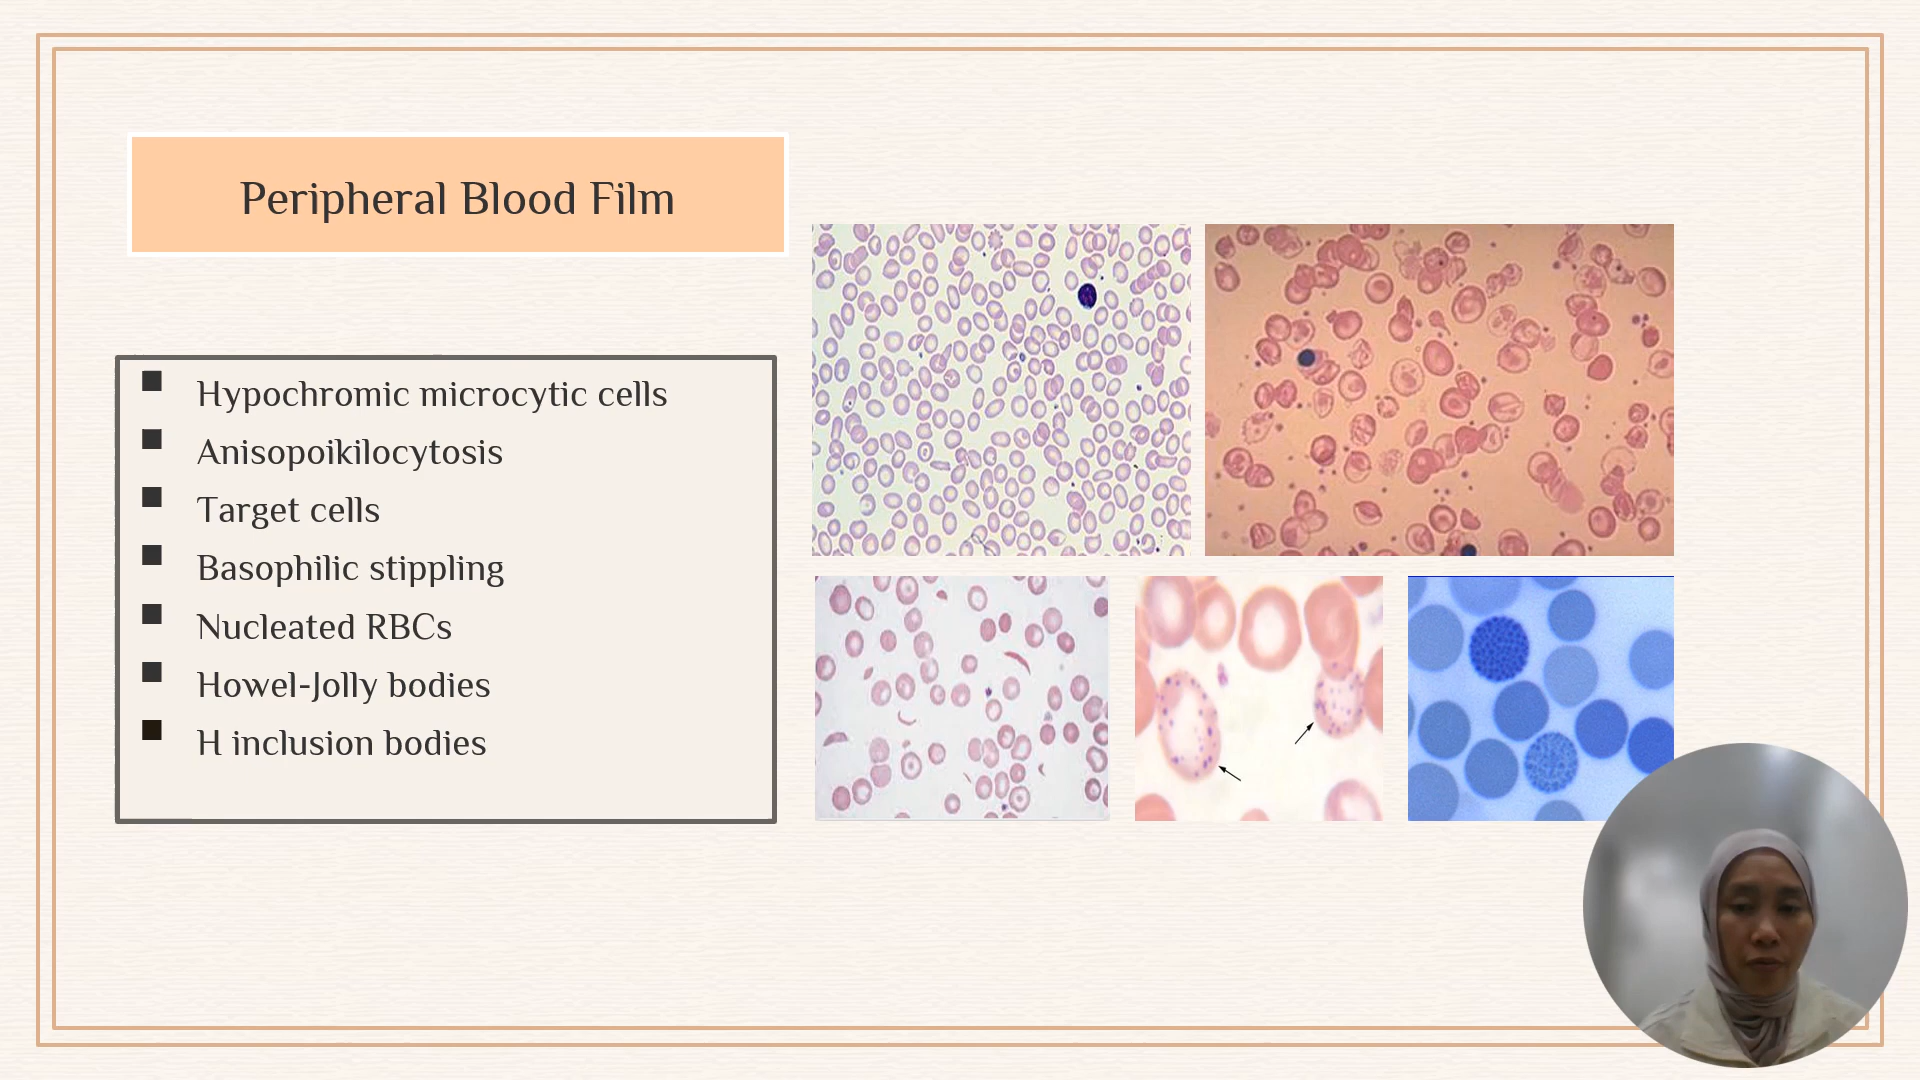 Peripheral Blood Film
Hypochromic microcytic cells
Anisopoikilocytosis
Target cells
Basophilic stippling
Nucleated RBCs
Howel-Jolly bodies
H inclusion bodies